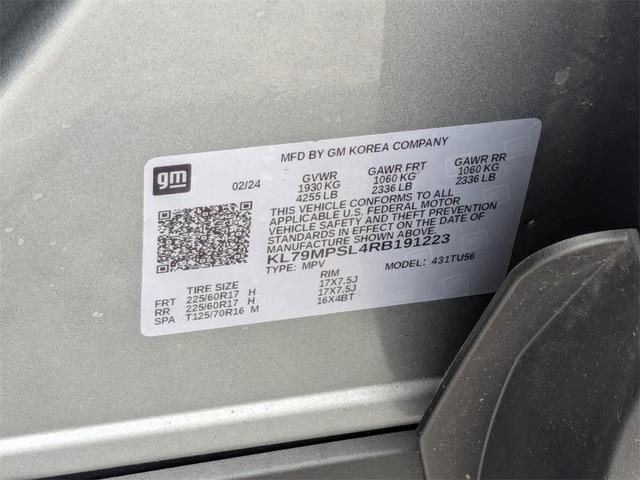 MFD BY GM KOREA COMPANY
gm
02/24
GVWR GAWR FRT GAWR RR
1930 KG 1060 KG 1060 KG
4255 LB 2336 LB 2336 LB
THIS VEHICLE CONFORMS TO ALL
APPLICABLE U.S. FEDERAL MOTOR
VEHICLE SAFETY AND THEFT PREVENTION
STANDARDS IN EFFECT ON THE DATE OF
MANUFACTURE SHOWN ABOVE.
KL79MPSL4RB191223
TYPE: MPV MODEL: 431TU56
TIRE SIZE RIM
FRT 225/60R17 H 17X7.5J
RR 225/60R17 H 17X7.5J
SPA T125/70R16 M 16X4BT